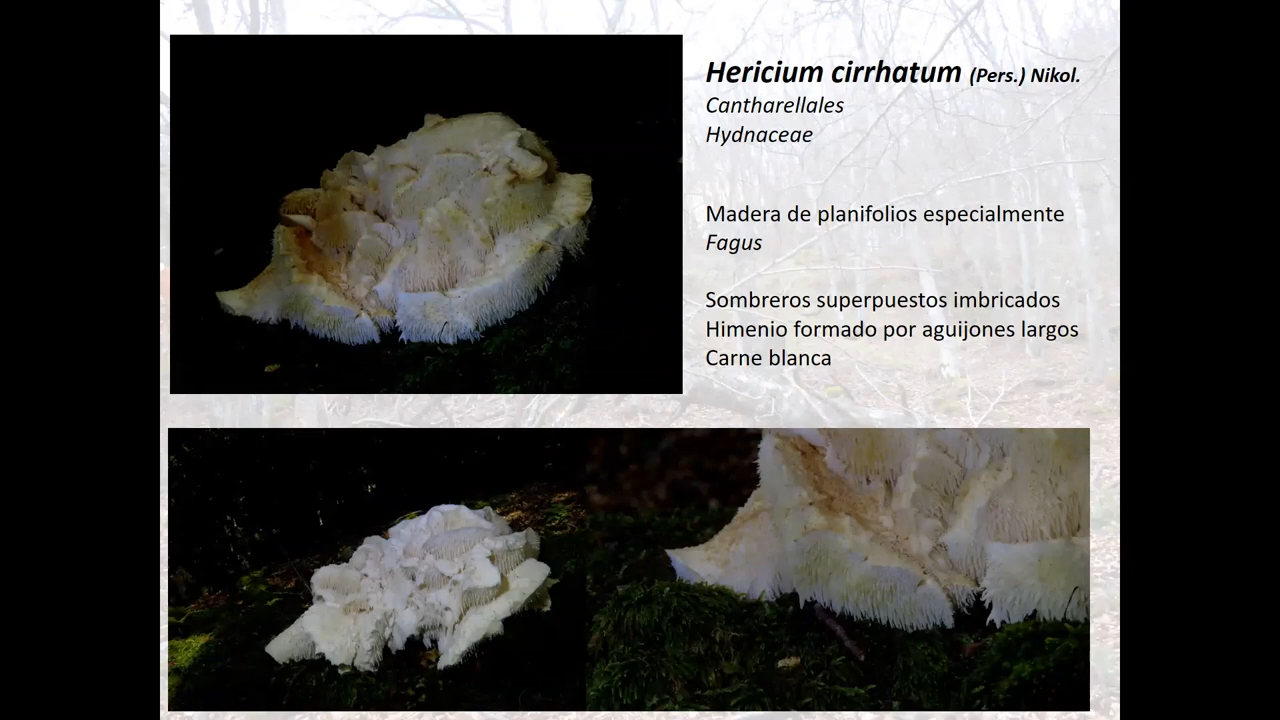 Hericium cirrhatum (Pers.) Nikol.
Cantharellales
Hydnaceae
Madera de planifolios especialmente
Fagus
Sombreros superpuestos imbricados
Himenio formado por aguijones largos
Carne blanca